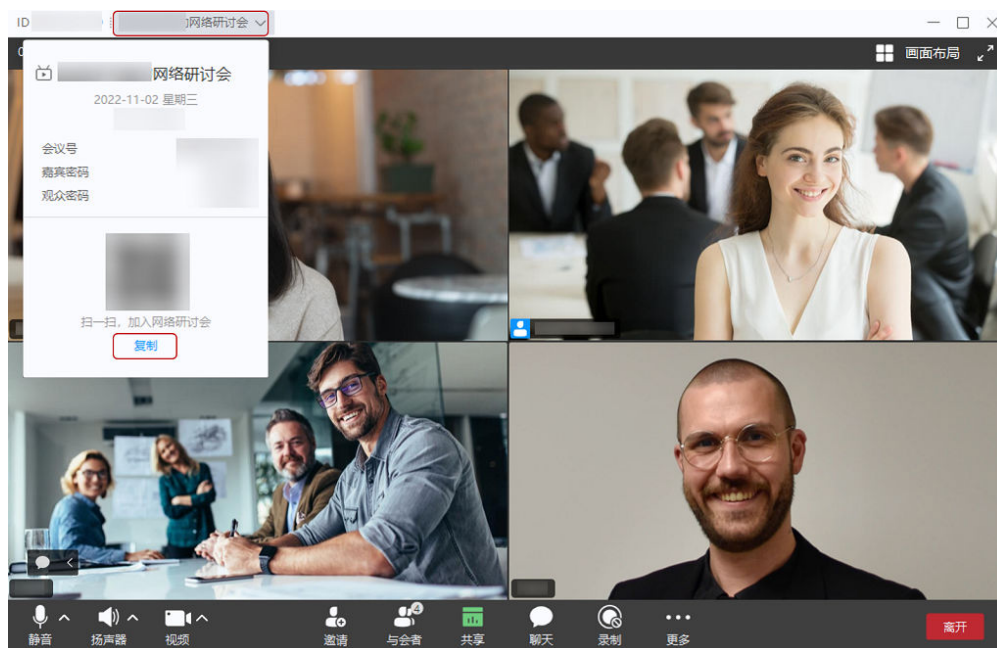 ID
网络研讨会
画面布局
网络研讨会
2022-11-02 星期三
会议号
嘉宾密码
观众密码
扫一扫，加入网络研讨会
复制
静音
扬声器
视频
邀请
与会者
4
共享
聊天
录制
更多
离开